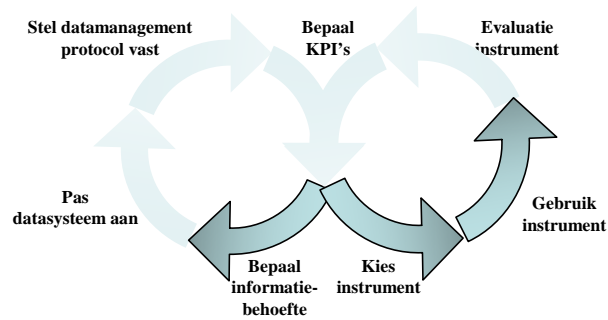 Stel datamanagement
protocol vast
Bepaal
KPI's
Evaluatie
instrument
Pas
datasysteem aan
Gebruik
instrument
Bepaal
informatie-
behoefte
Kies
instrument